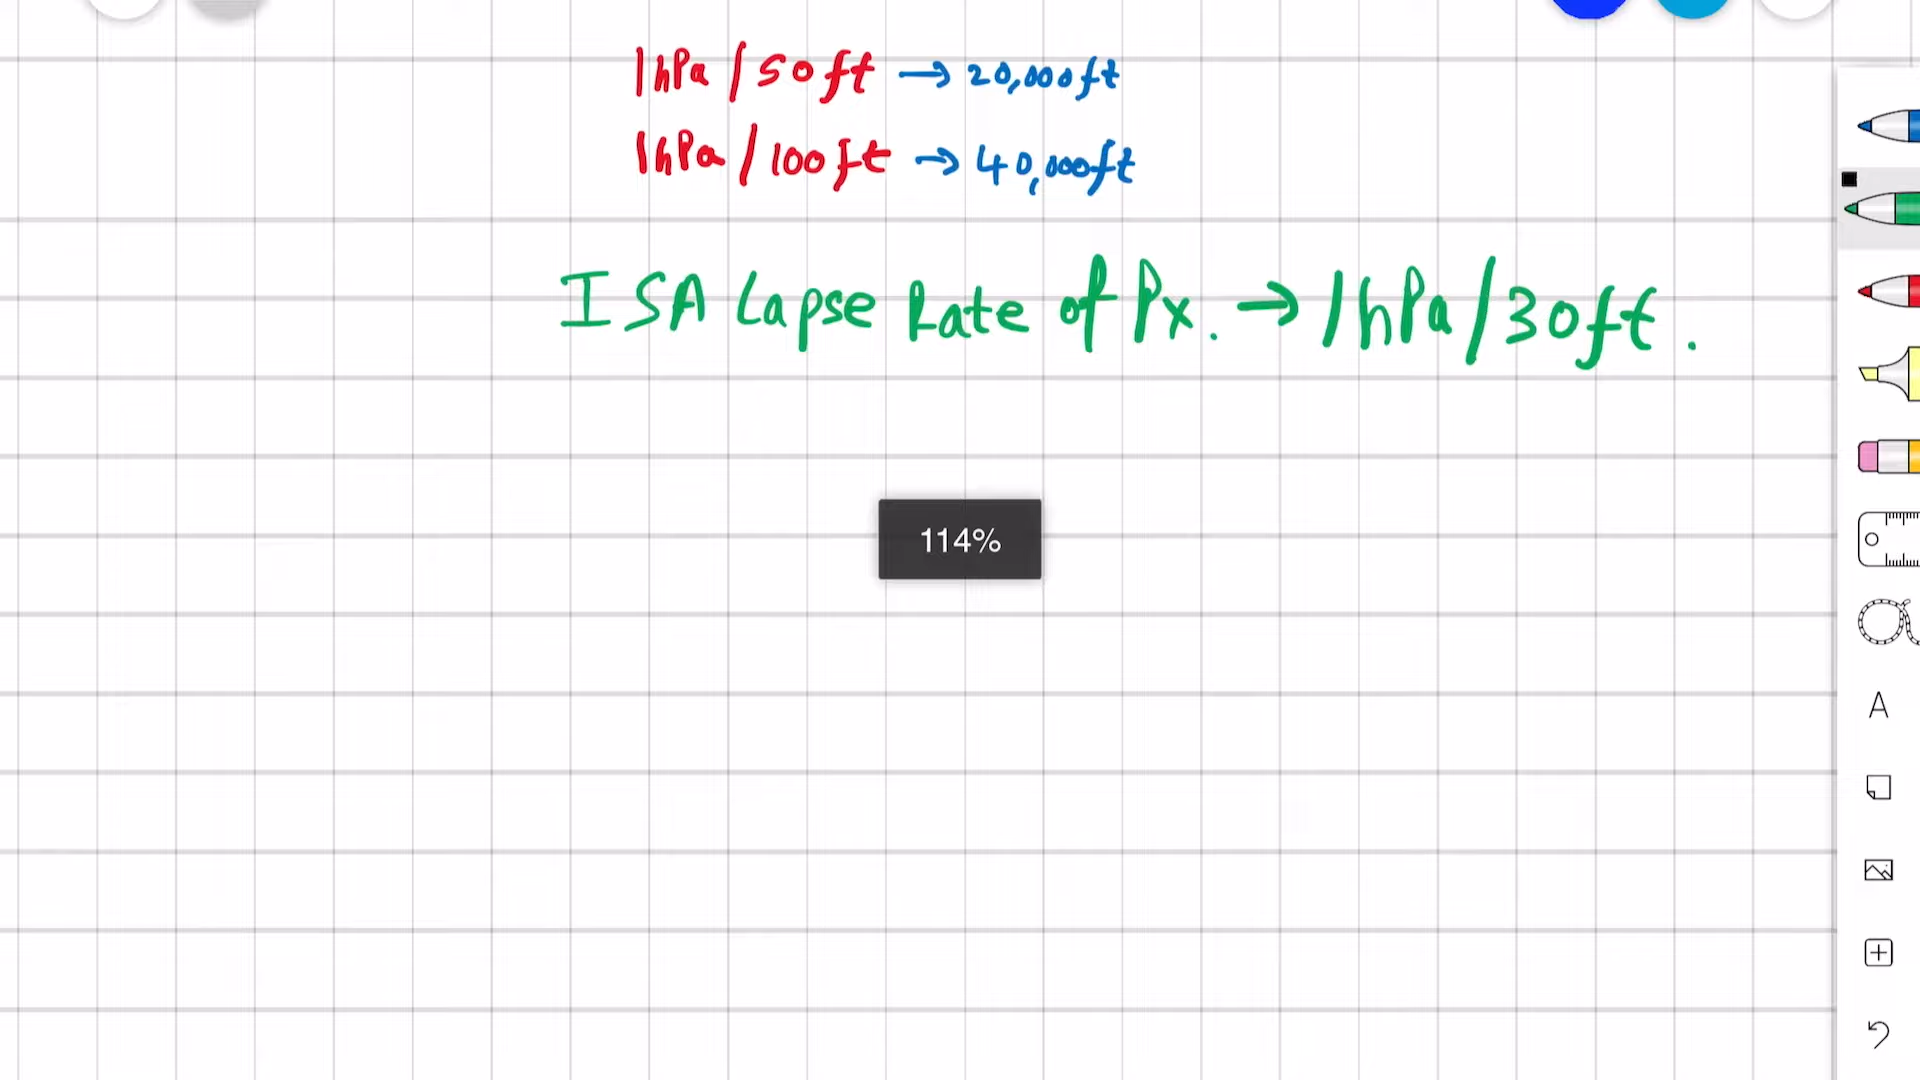 1hPa / 50ft → 20,000ft
1hPa / 100ft → 40,000ft
ISA Lapse Rate of Px. → 1hPa / 30ft.
114%
A